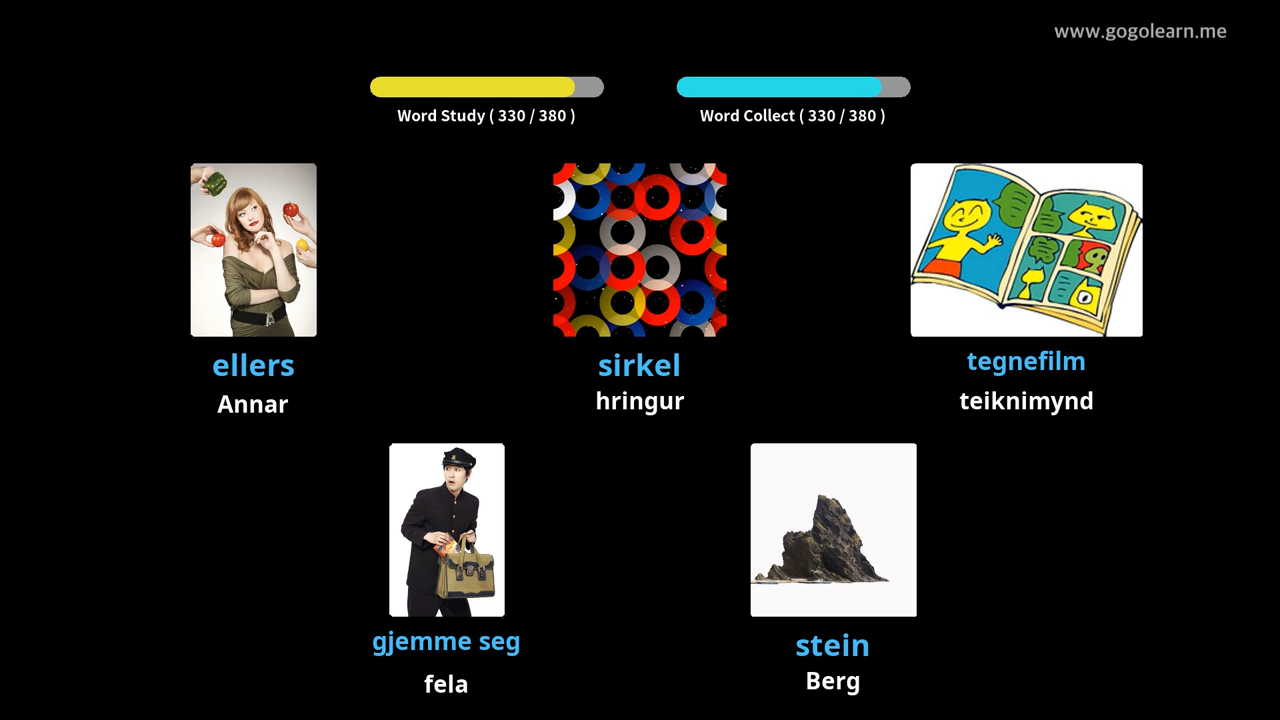 www.gogolearn.me
Word Study ( 330 / 380 )
Word Collect ( 330 / 380 )
ellers
Annar
sirkel
hringur
tegnefilm
teiknimynd
gjemme seg
fela
stein
Berg